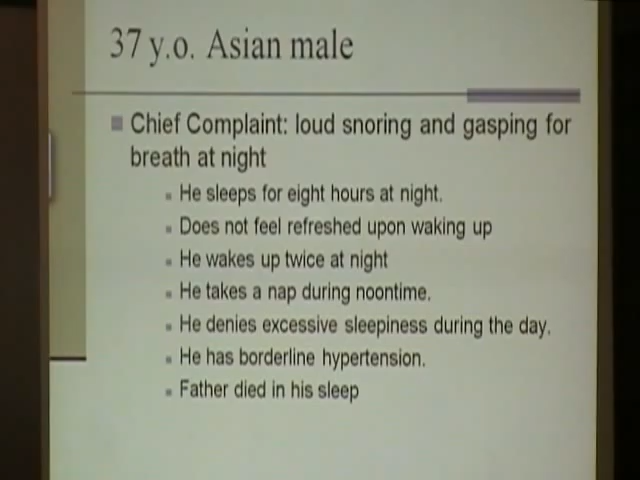 37 y.o. Asian male
Chief Complaint: loud snoring and gasping for
breath at night
He sleeps for eight hours at night.
Does not feel refreshed upon waking up
He wakes up twice at night
He takes a nap during noontime.
He denies excessive sleepiness during the day.
He has borderline hypertension.
Father died in his sleep